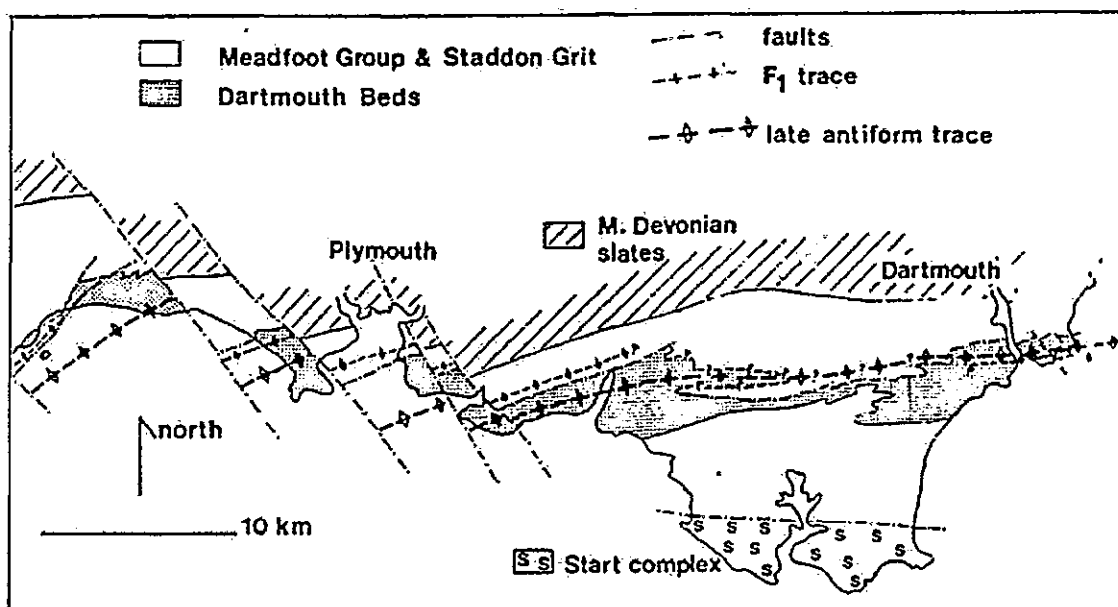 Meadfoot Group & Staddon Grit
Dartmouth Beds
faults
F1 trace
late antiform trace
M. Devonian
slates
Plymouth
Dartmouth
north
10 km
S S Start complex
S S S
S S
S
S S
S S
S